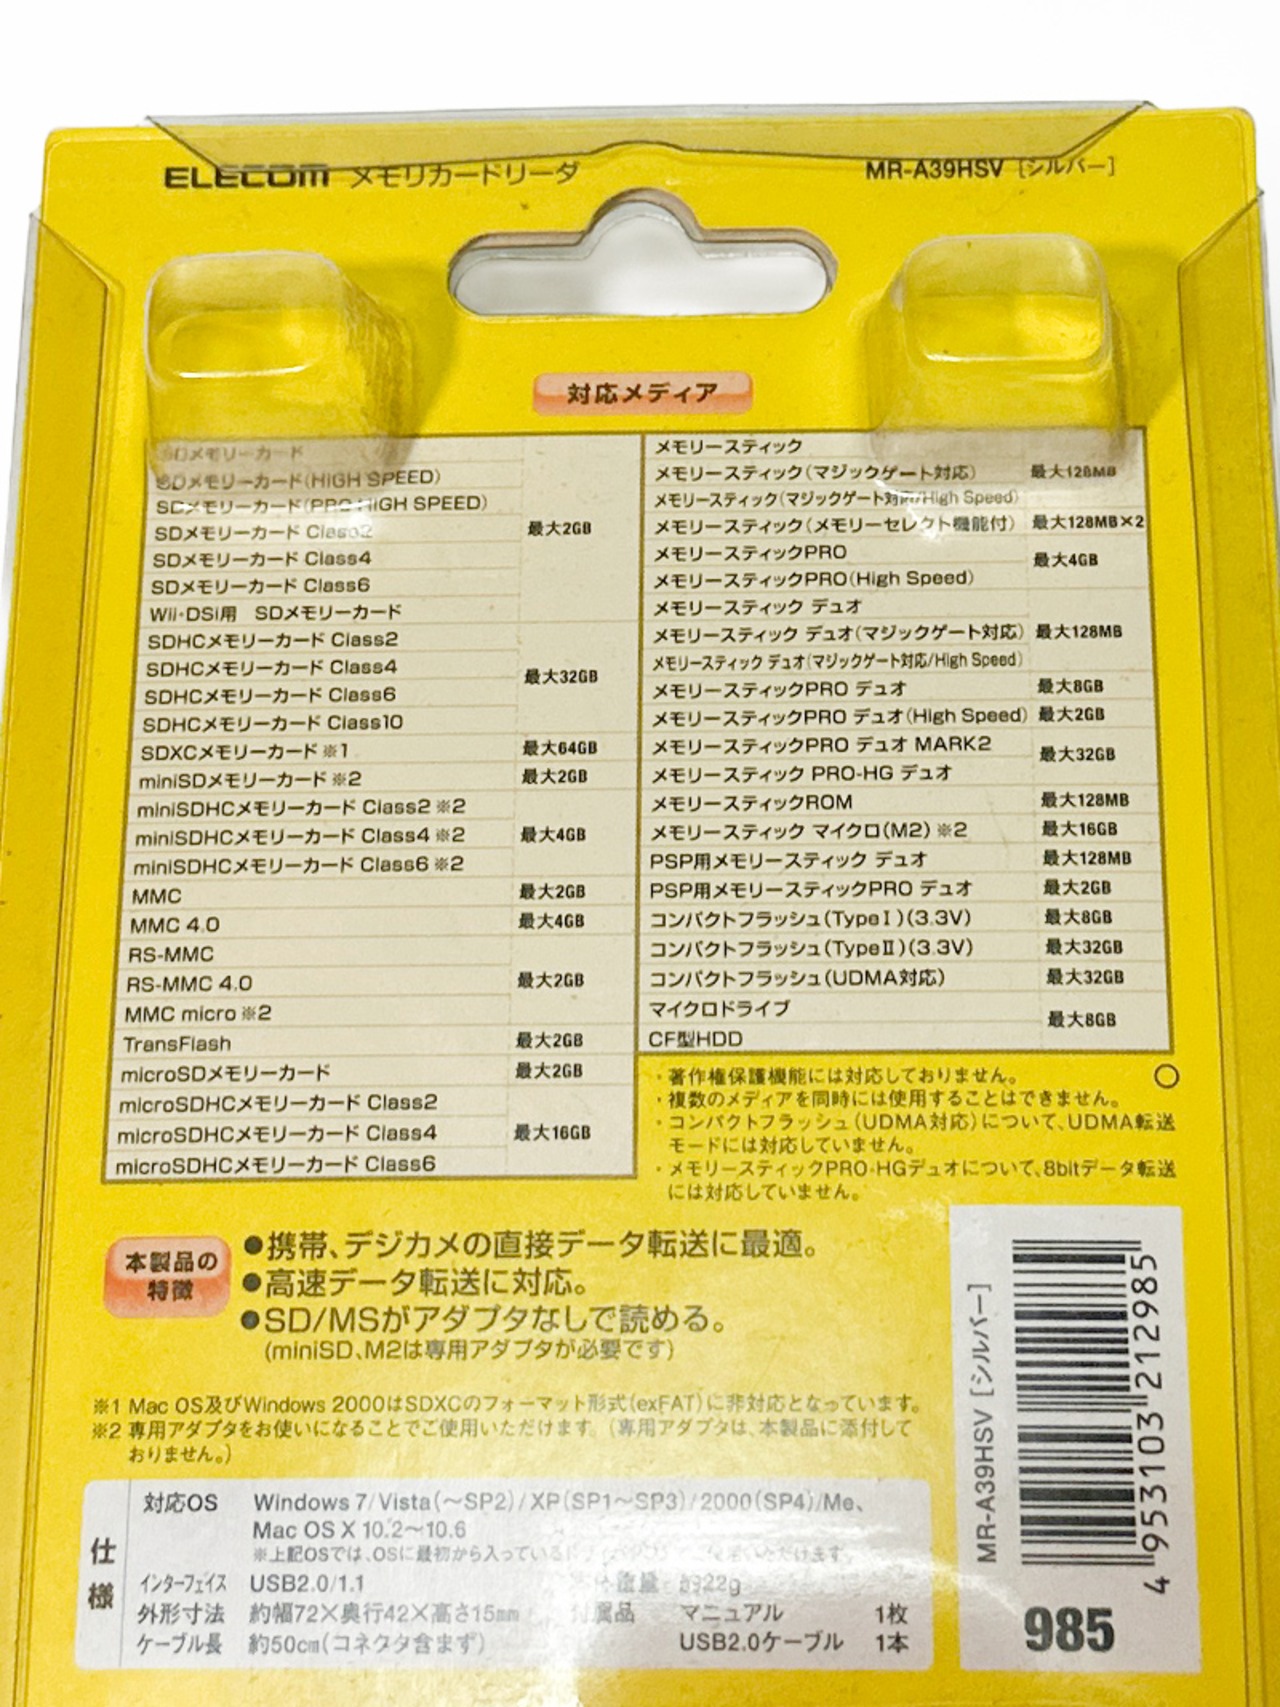 ELECOM メモリカードリーダ
MR-A39HSV [シルバー]
対応メディア
SDメモリーカード
SDメモリーカード(HIGH SPEED)
SDメモリーカード(PRO HIGH SPEED)
SDメモリーカード Class2
最大2GB
SDメモリーカード Class4
SDメモリーカード Class6
Wii・DSi用 SDメモリーカード
SDHCメモリーカード Class2
SDHCメモリーカード Class4
最大32GB
SDHCメモリーカード Class6
SDHCメモリーカード Class10
SDXCメモリーカード※1 最大64GB
miniSDメモリーカード※2 最大2GB
miniSDHCメモリーカード Class2※2
miniSDHCメモリーカード Class4※2 最大4GB
miniSDHCメモリーカード Class6※2
MMC 最大2GB
MMC 4.0 最大4GB
RS-MMC
RS-MMC 4.0 最大2GB
MMC micro※2
TransFlash 最大2GB
microSDメモリーカード 最大2GB
microSDHCメモリーカード Class2
microSDHCメモリーカード Class4 最大16GB
microSDHCメモリーカード Class6
メモリースティック
メモリースティック(マジックゲート対応) 最大128MB
メモリースティック(マジックゲート対応/High Speed)
メモリースティック(メモリーセレクト機能付) 最大128MB×2
メモリースティックPRO
最大4GB
メモリースティックPRO(High Speed)
メモリースティック デュオ
メモリースティック デュオ(マジックゲート対応) 最大128MB
メモリースティック デュオ(マジックゲート対応/High Speed)
メモリースティックPRO デュオ 最大8GB
メモリースティックPRO デュオ(High Speed) 最大2GB
メモリースティックPRO デュオ MARK2
最大32GB
メモリースティック PRO-HG デュオ
メモリースティックROM 最大128MB
メモリースティック マイクロ(M2)※2 最大16GB
PSP用メモリースティック デュオ 最大128MB
PSP用メモリースティックPRO デュオ 最大2GB
コンパクトフラッシュ(TypeⅠ)(3.3V) 最大8GB
コンパクトフラッシュ(TypeⅡ)(3.3V) 最大32GB
コンパクトフラッシュ(UDMA対応) 最大32GB
マイクロドライブ
最大8GB
CF型HDD
・著作権保護機能には対応しておりません。
・複数のメディアを同時には使用することはできません。
・コンパクトフラッシュ(UDMA対応)について、UDMA転送
モードには対応していません。
・メモリースティックPRO-HGデュオについて、8bitデータ転送
には対応していません。
本製品の
特徴
●携帯、デジカメの直接データ転送に最適。
●高速データ転送に対応。
●SD/MSがアダプタなしで読める。
(miniSD、M2は専用アダプタが必要です)
※1 Mac OS及びWindows 2000はSDXCのフォーマット形式(exFAT)に非対応となっています。
※2 専用アダプタをお使いになることでご使用いただけます。(専用アダプタは、本製品に添付して
おりません。)
仕様
対応OS Windows 7/Vista(～SP2)/XP(SP1～SP3)/2000(SP4)/Me、
Mac OS X 10.2～10.6
※上記OSでは、OSに最初から入っている
インターフェイス USB2.0/1.1 重量 約22g
外形寸法 約幅72×奥行42×高さ15mm 付属品 マニュアル 1枚
ケーブル長 約50cm(コネクタ含まず) USB2.0ケーブル 1本
MR-A39HSV [シルバー]
4 953103 212985
985